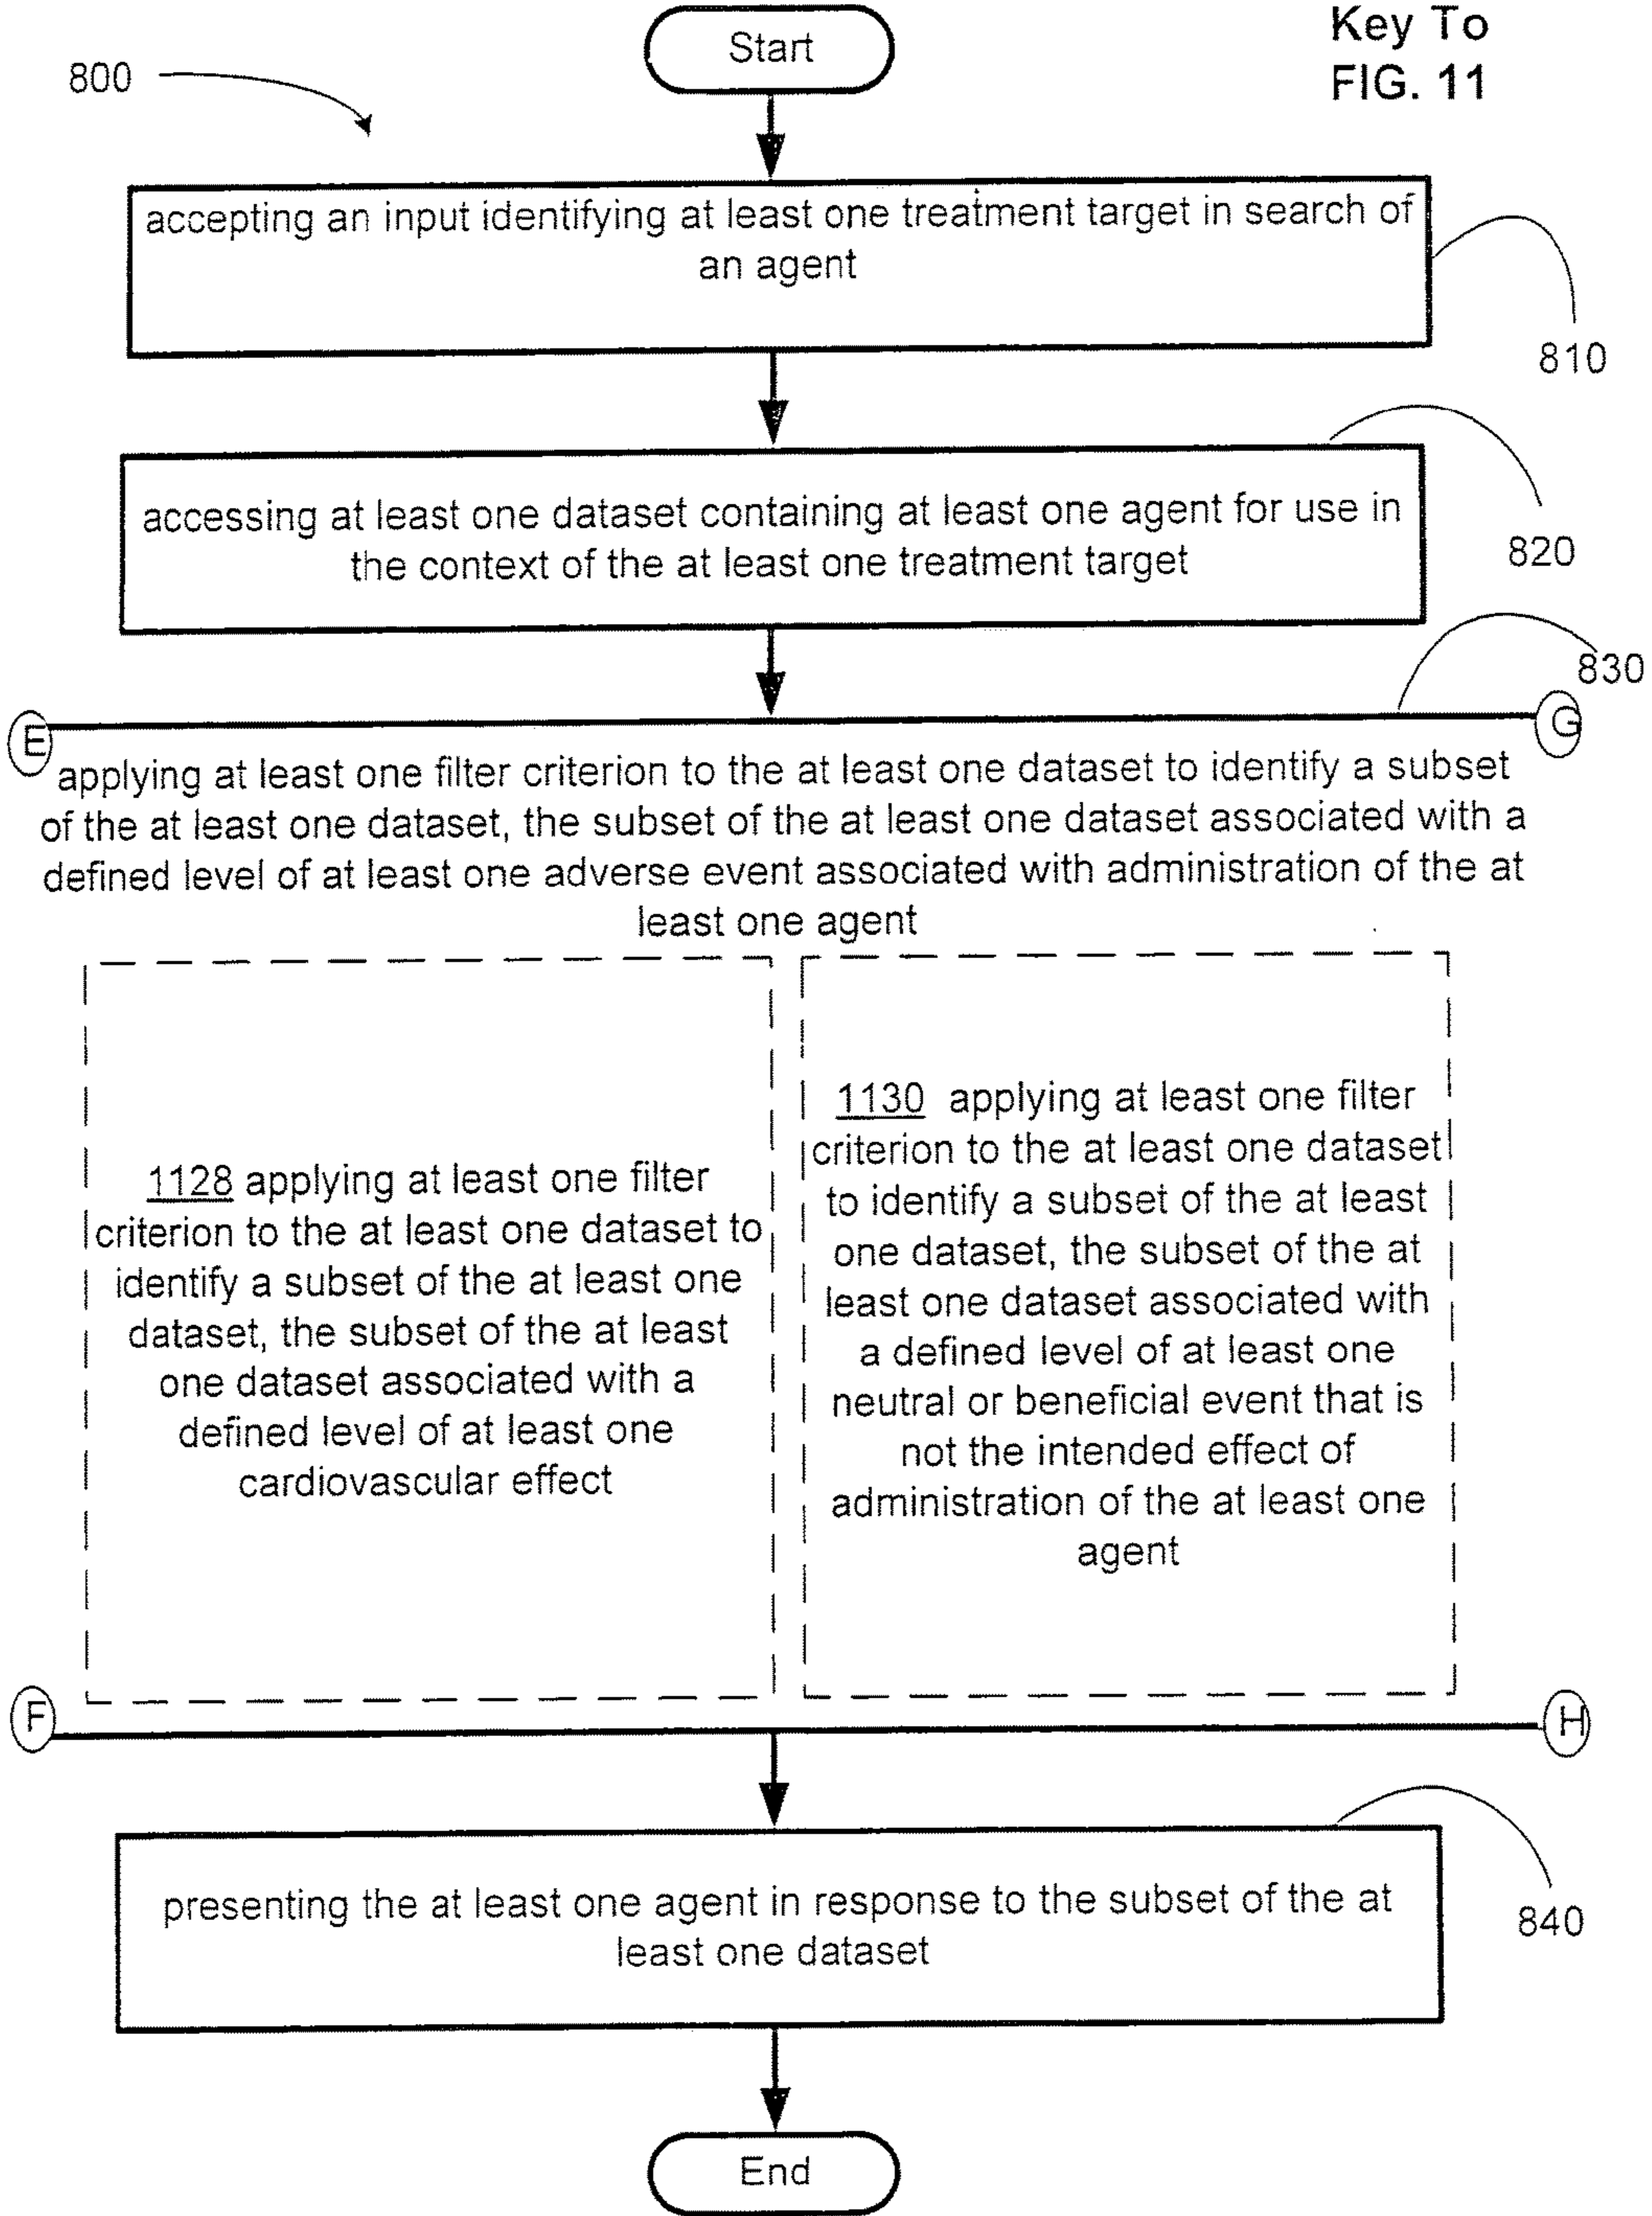 Key To
FIG. 11
Start
800
accepting an input identifying at least one treatment target in search of
an agent
810
accessing at least one dataset containing at least one agent for use in
the context of the at least one treatment target
820
830
E
G
applying at least one filter criterion to the at least one dataset to identify a subset
of the at least one dataset, the subset of the at least one dataset associated with a
defined level of at least one adverse event associated with administration of the at
least one agent
1128 applying at least one filter
criterion to the at least one dataset to
identify a subset of the at least one
dataset, the subset of the at least
one dataset associated with a
defined level of at least one
cardiovascular effect
1130 applying at least one filter
criterion to the at least one dataset
to identify a subset of the at least
one dataset, the subset of the at
least one dataset associated with
a defined level of at least one
neutral or beneficial event that is
not the intended effect of
administration of the at least one
agent
F
H
presenting the at least one agent in response to the subset of the at
least one dataset
840
End